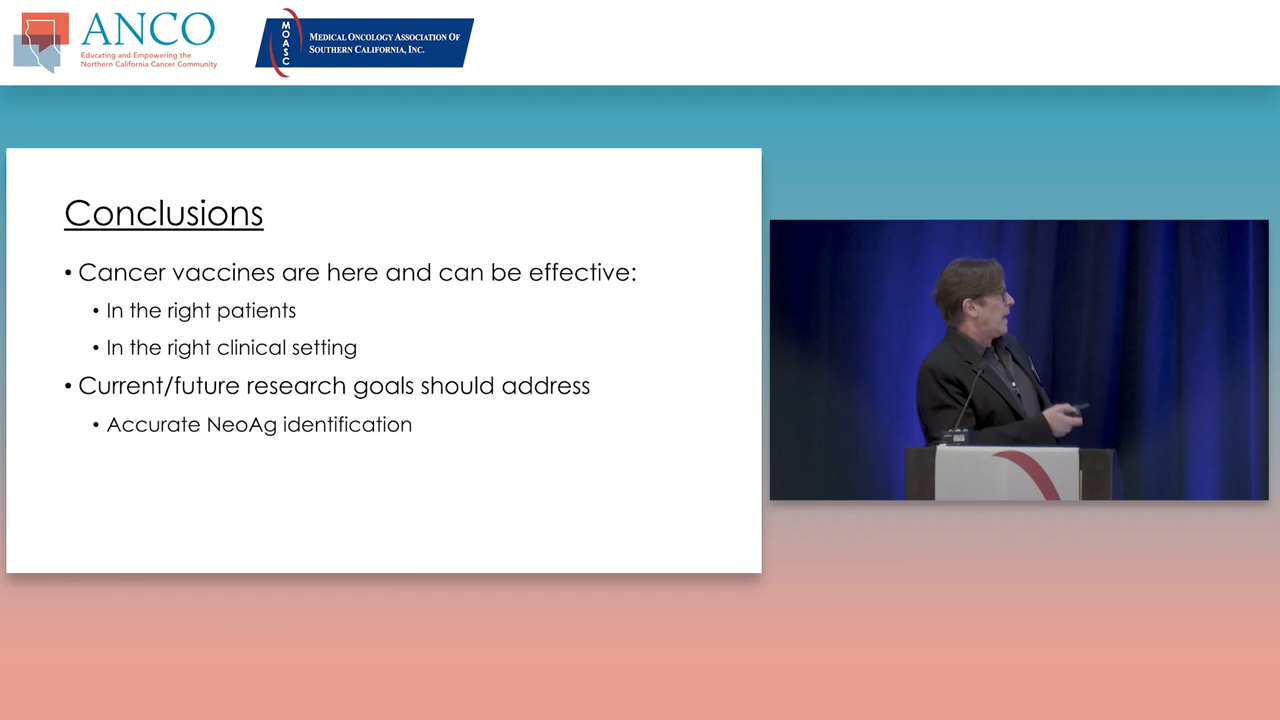 ANCO
Educating and Empowering the
Northern California Cancer Community
MOASC
MEDICAL ONCOLOGY ASSOCIATION OF
SOUTHERN CALIFORNIA, INC.
Conclusions
• Cancer vaccines are here and can be effective:
• In the right patients
• In the right clinical setting
• Current/future research goals should address
• Accurate NeoAg identification